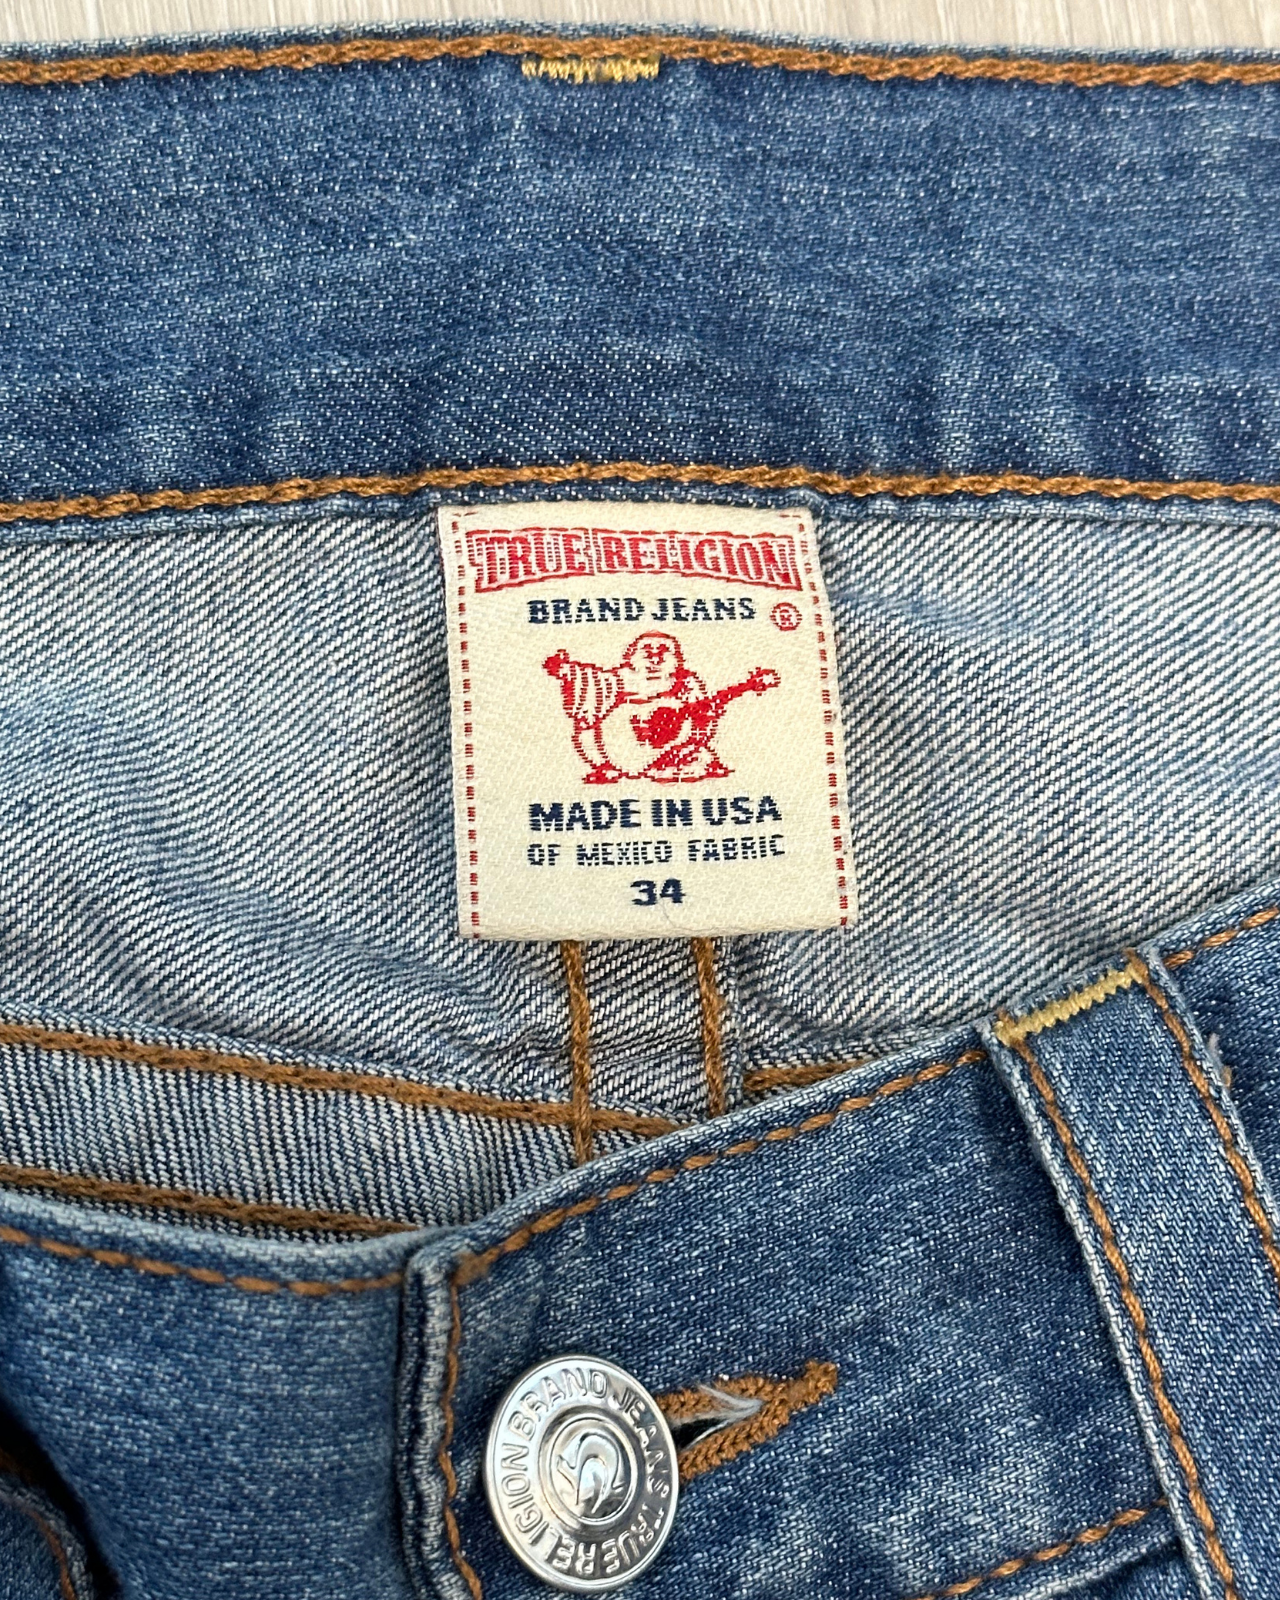 TRUE RELIGION
BRAND JEANS ®
MADE IN USA
OF MEXICO FABRIC
34
BRAND JEANS TRUE RELIGION